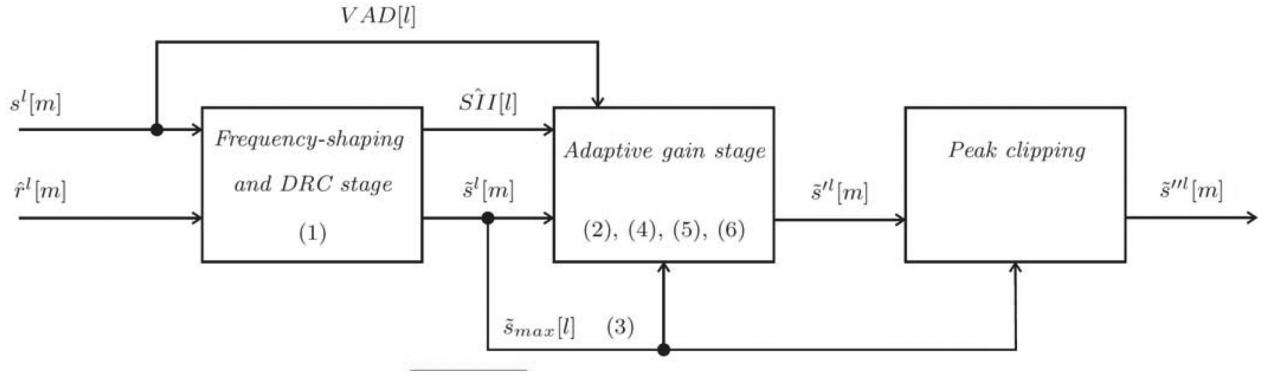 VAD[l]
s^l[m]
SÎI[l]
Frequency-shaping
and DRC stage
(1)
Adaptive gain stage
(2), (4), (5), (6)
Peak clipping
r̂^l[m]
s̃^l[m]
s̃'^l[m]
s̃''^l[m]
s̃_max[l] (3)